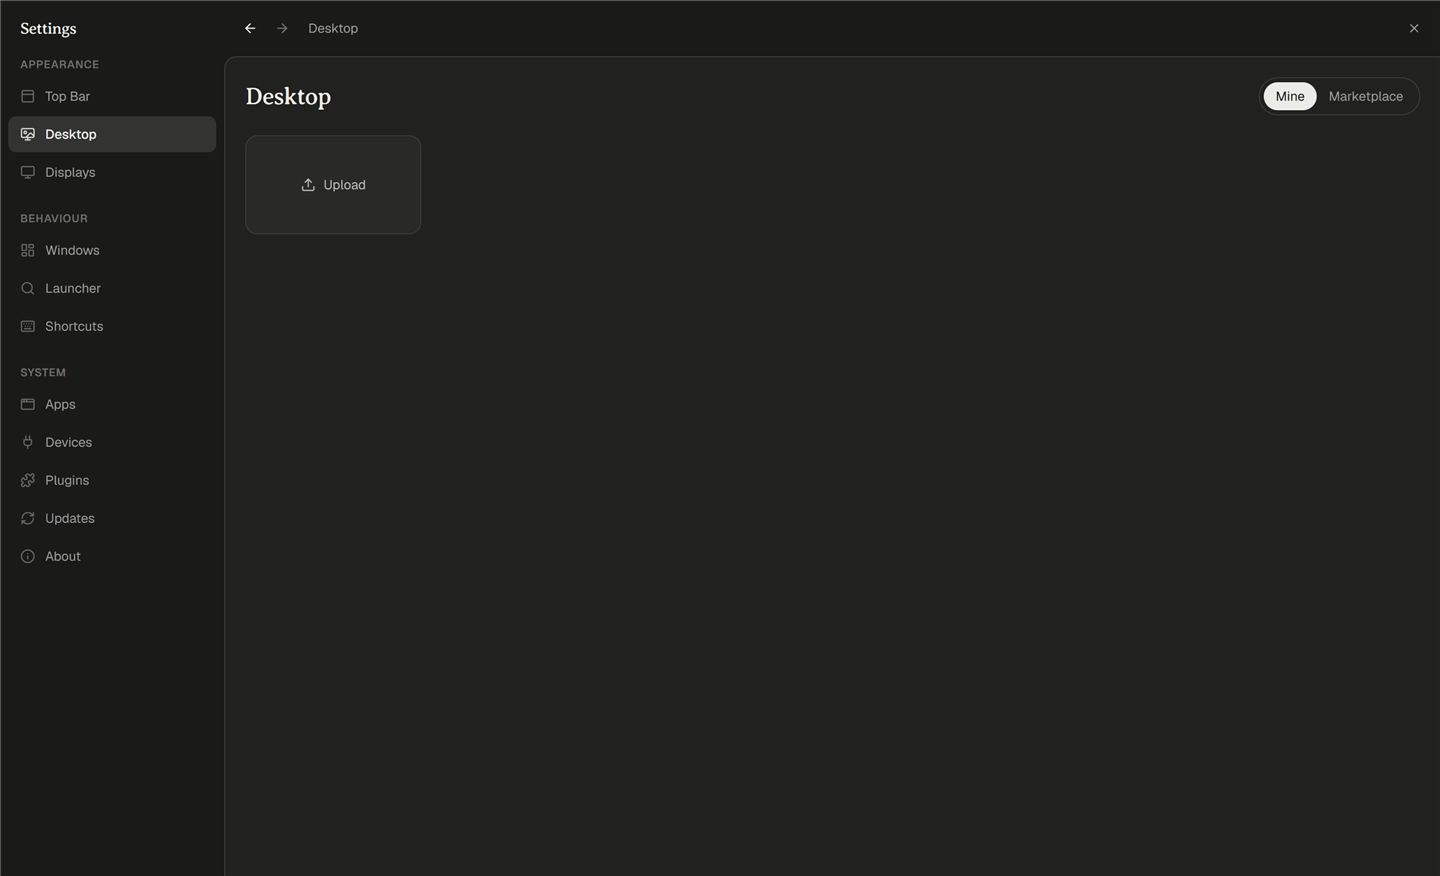 Settings
Desktop
APPEARANCE
Top Bar
Desktop
Displays
BEHAVIOUR
Windows
Launcher
Shortcuts
SYSTEM
Apps
Devices
Plugins
Updates
About
Desktop
Mine
Marketplace
Upload